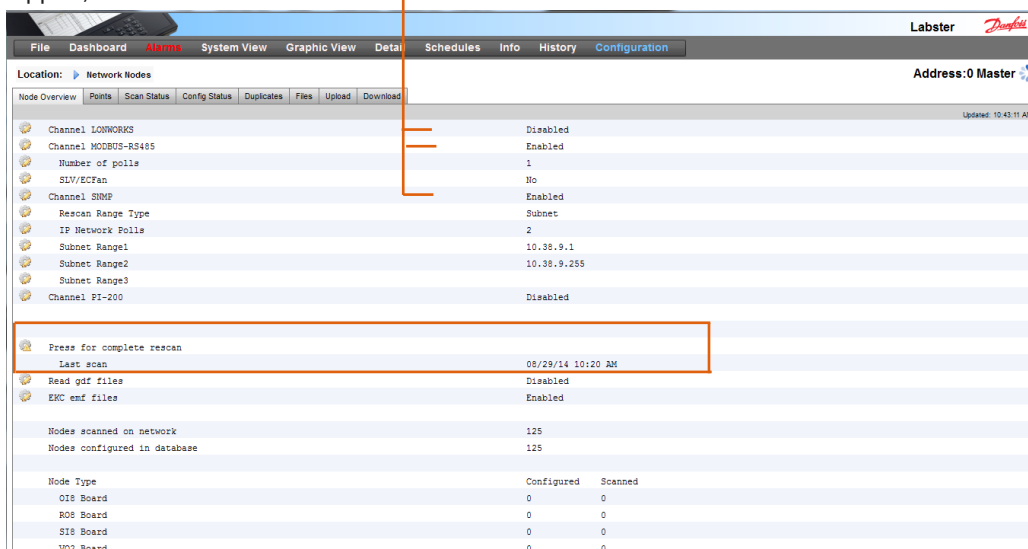 Labster Danfoss
File Dashboard Alarms System View Graphic View Detail Schedules Info History Configuration
Location: Network Nodes Address:0 Master
Node Overview Points Scan Status Config Status Duplicates Files Upload Download
Updated: 10:43:11 AM
Channel LONWORKS Disabled
Channel MODBUS-RS485 Enabled
Number of polls 1
SLV/ECFan No
Channel SNMP Enabled
Rescan Range Type Subnet
IP Network Polls 2
Subnet Range1 10.38.9.1
Subnet Range2 10.38.9.255
Subnet Range3
Channel PI-200 Disabled
Press for complete rescan
Last scan 08/29/14 10:20 AM
Read gdf files Disabled
EKC emf files Enabled
Nodes scanned on network 125
Nodes configured in database 125
Node Type Configured Scanned
OI8 Board 0 0
RO8 Board 0 0
SI8 Board 0 0
VO2 Board 0 0